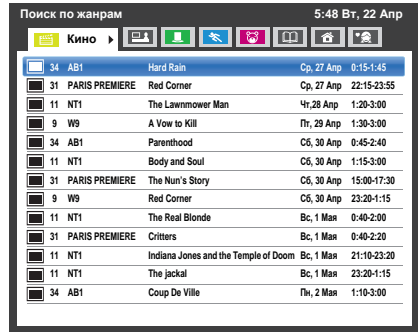 Поиск по жанрам 5:48 Вт, 22 Апр
Кино
34 AB1 Hard Rain Ср, 27 Апр 0:15-1:45
31 PARIS PREMIERE Red Corner Ср, 27 Апр 22:15-23:55
11 NT1 The Lawnmower Man Чт,28 Апр 1:20-3:00
9 W9 A Vow to Kill Пт, 29 Апр 1:30-3:00
34 AB1 Parenthood Сб, 30 Апр 0:45-2:40
11 NT1 Body and Soul Сб, 30 Апр 1:15-3:00
31 PARIS PREMIERE The Nun's Story Сб, 30 Апр 15:00-17:30
9 W9 Red Corner Сб, 30 Апр 23:20-1:15
11 NT1 The Real Blonde Вс, 1 Мая 0:40-2:00
31 PARIS PREMIERE Critters Вс, 1 Мая 0:40-2:20
11 NT1 Indiana Jones and the Temple of Doom Вс, 1 Мая 21:10-23:20
11 NT1 The jackal Вс, 1 Мая 23:20-1:15
34 AB1 Coup De Ville Пн, 2 Мая 1:10-3:00